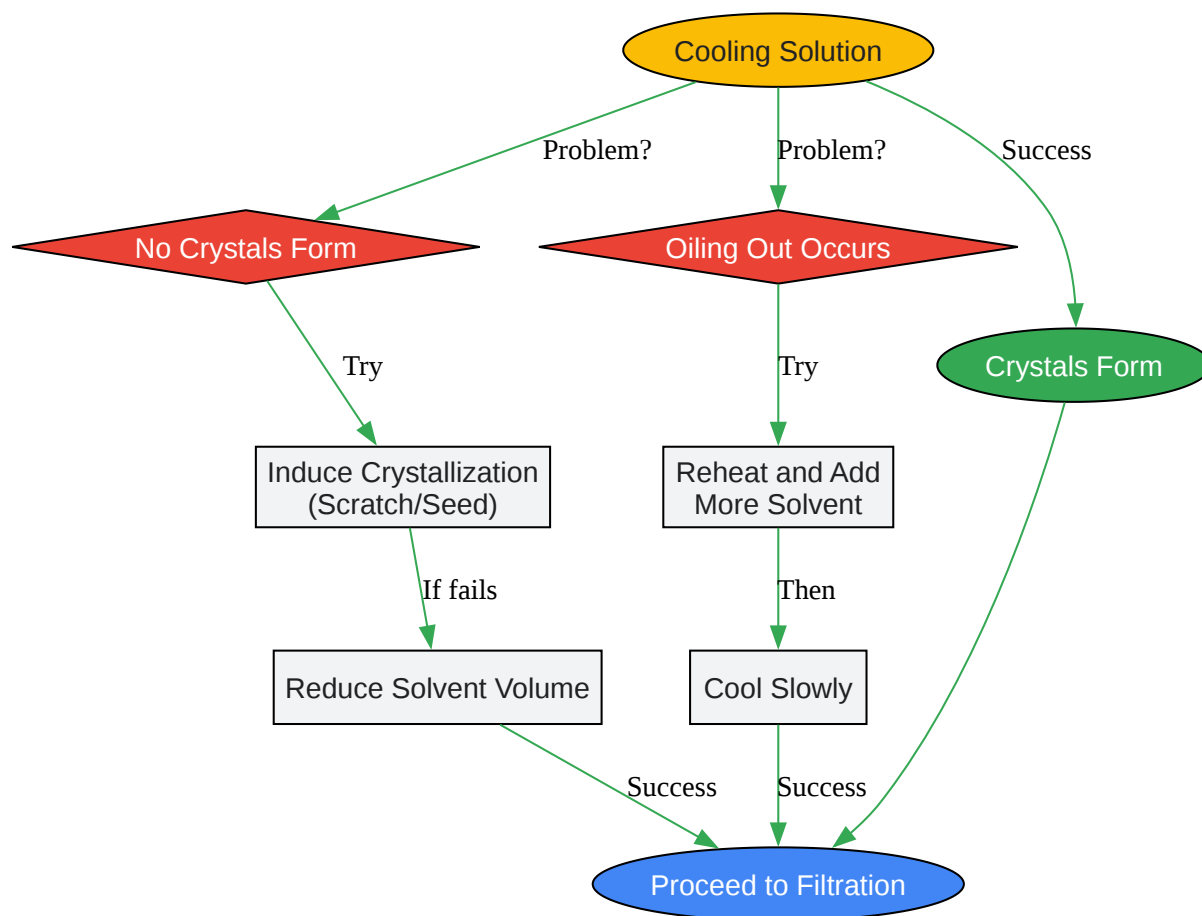 Cooling Solution
Problem?
Problem?
Success
No Crystals Form
Oiling Out Occurs
Try
Try
Crystals Form
Induce Crystallization
(Scratch/Seed)
Reheat and Add
More Solvent
If fails
Then
Reduce Solvent Volume
Cool Slowly
Success
Success
Proceed to Filtration